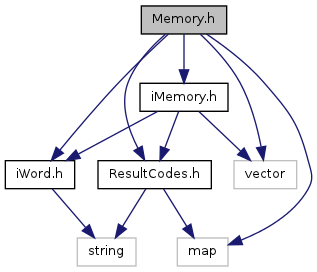 Memory.h
iMemory.h
iWord.h
ResultCodes.h
vector
string
map